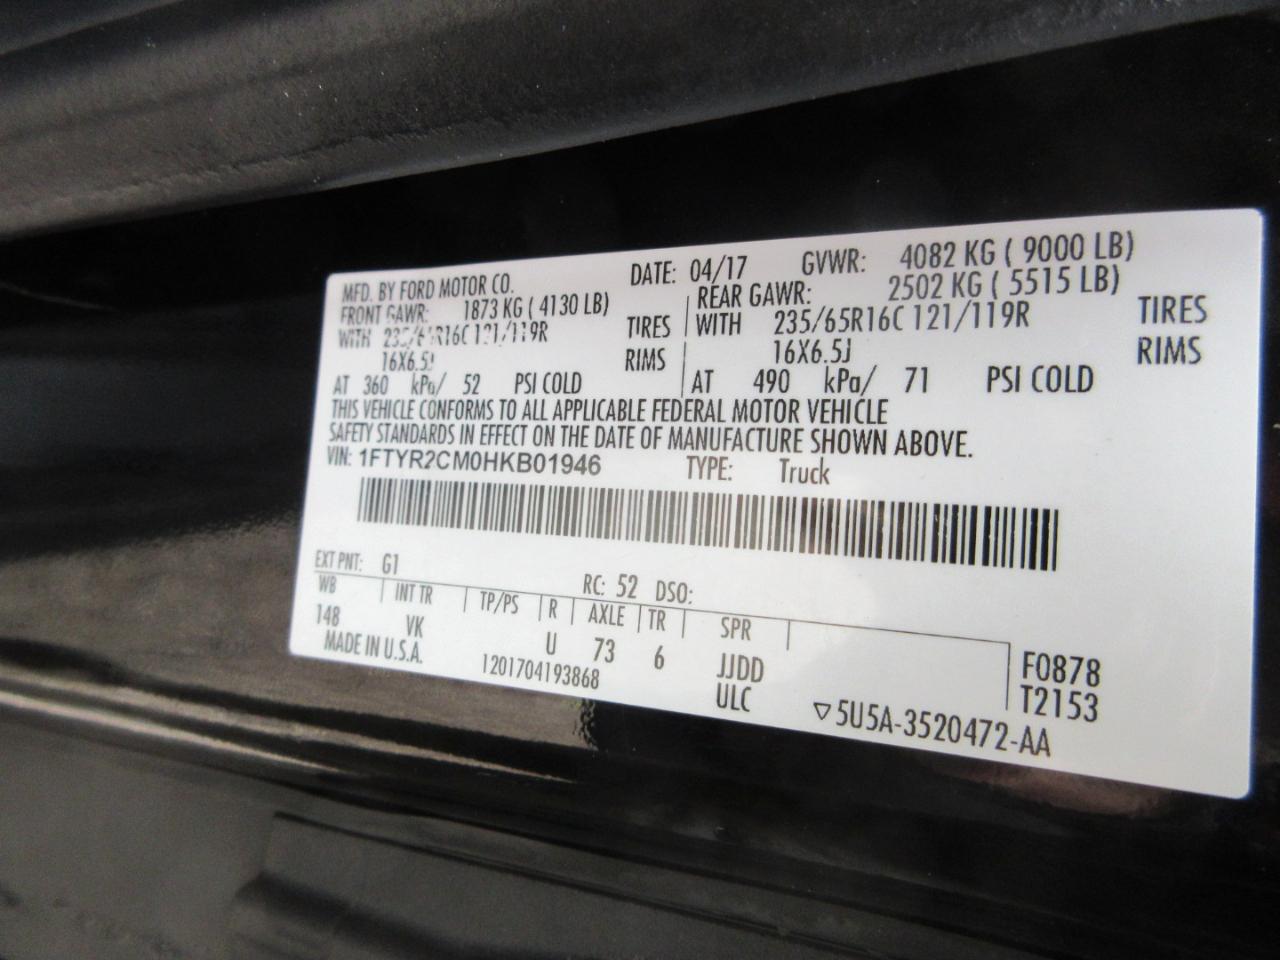 MFD. BY FORD MOTOR CO. DATE: 04/17 GVWR: 4082 KG ( 9000 LB)
FRONT GAWR: 1873 KG ( 4130 LB) REAR GAWR: 2502 KG ( 5515 LB)
WITH 235/65R16C 121/119R TIRES WITH 235/65R16C 121/119R TIRES
16X6.5J RIMS 16X6.5J RIMS
AT 360 kPa/ 52 PSI COLD AT 490 kPa/ 71 PSI COLD
THIS VEHICLE CONFORMS TO ALL APPLICABLE FEDERAL MOTOR VEHICLE
SAFETY STANDARDS IN EFFECT ON THE DATE OF MANUFACTURE SHOWN ABOVE.
VIN: 1FTYR2CM0HKB01946 TYPE: Truck
EXT PNT: G1 RC: 52 DSO:
WB INT TR TP/PS R AXLE TR SPR
148 VK U 73 6 JJDD F0878
MADE IN U.S.A. 1201704193868 ULC T2153
▽5U5A-3520472-AA